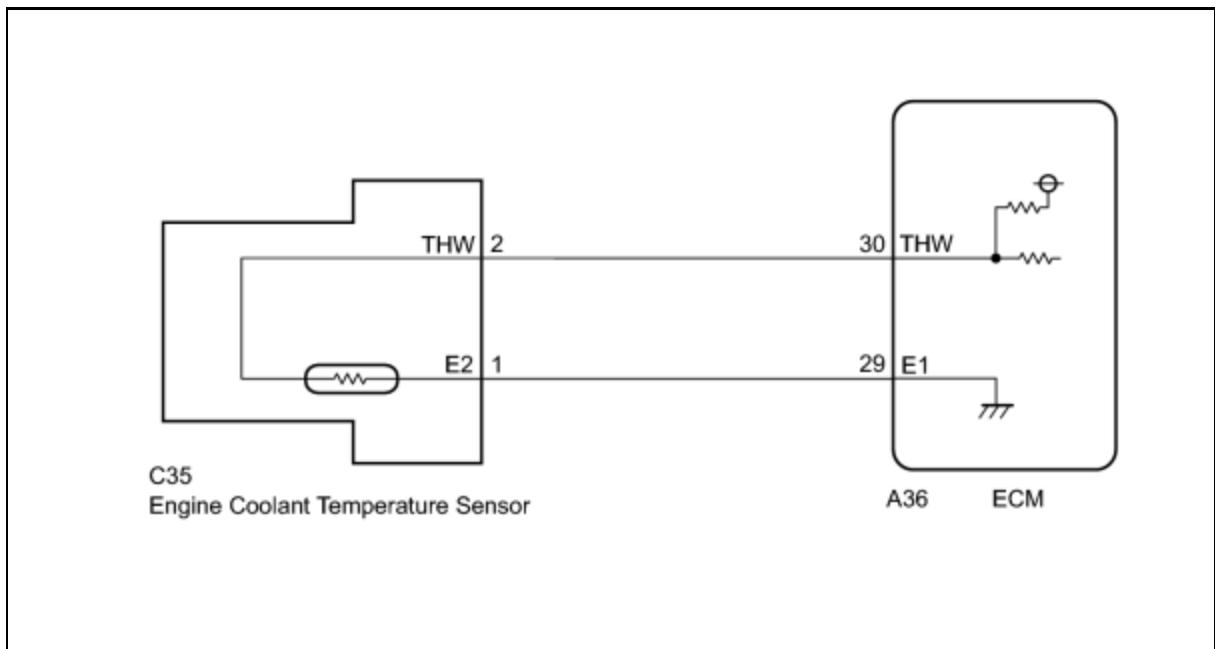 THW 2
30 THW
E2 1
29 E1
C35
Engine Coolant Temperature Sensor
A36 ECM